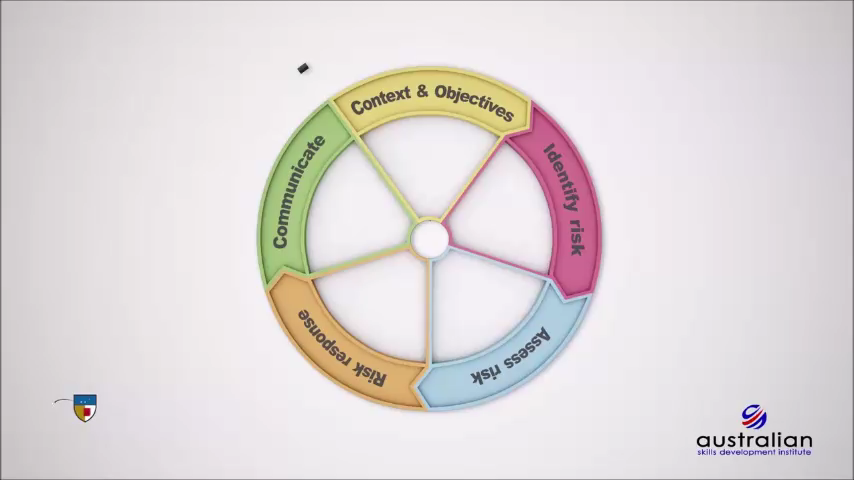 Context & Objectives
Identify risk
Assess risk
Risk response
Communicate
australian
skills development institute